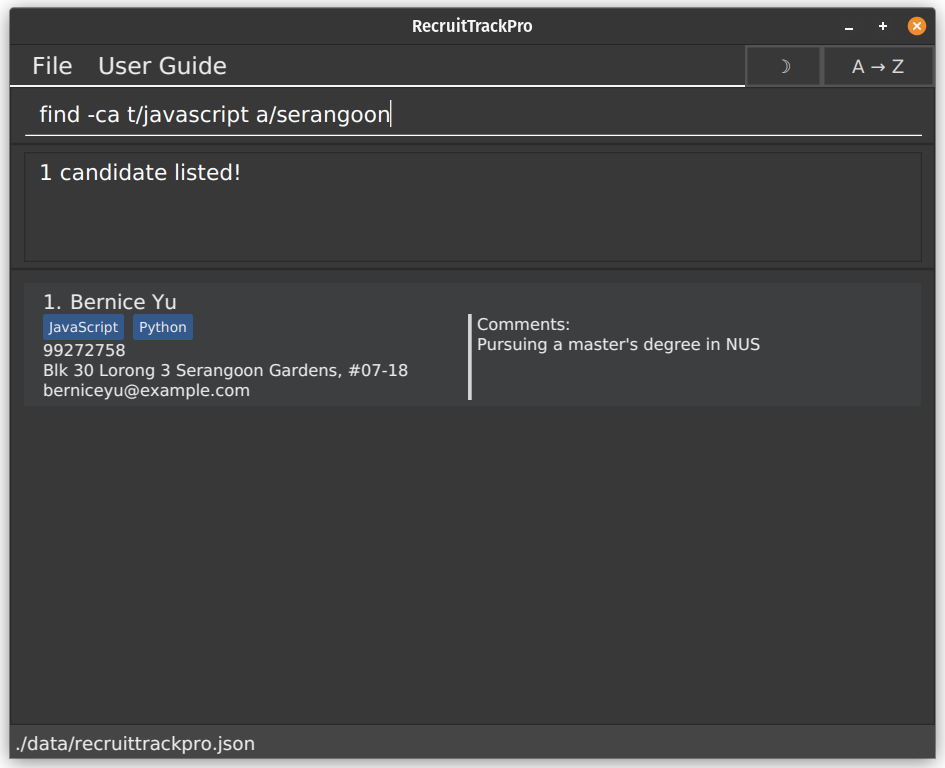 RecruitTrackPro
File User Guide A → Z
find -ca t/javascript a/serangoon
1 candidate listed!
1. Bernice Yu
JavaScript Python
99272758
Blk 30 Lorong 3 Serangoon Gardens, #07-18
berniceyu@example.com
Comments:
Pursuing a master's degree in NUS
./data/recruittrackpro.json